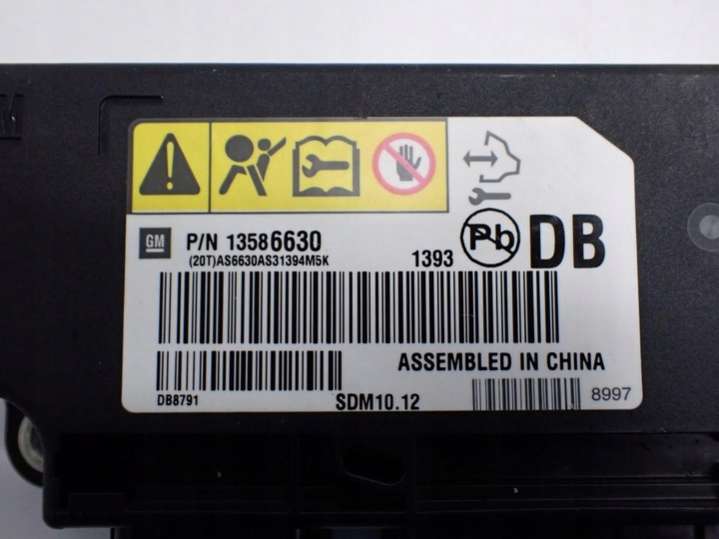 GM P/N 13586630
(20T)AS6630AS31394M5K
1393 Pb DB
ASSEMBLED IN CHINA
DB8791
SDM10.12
8997